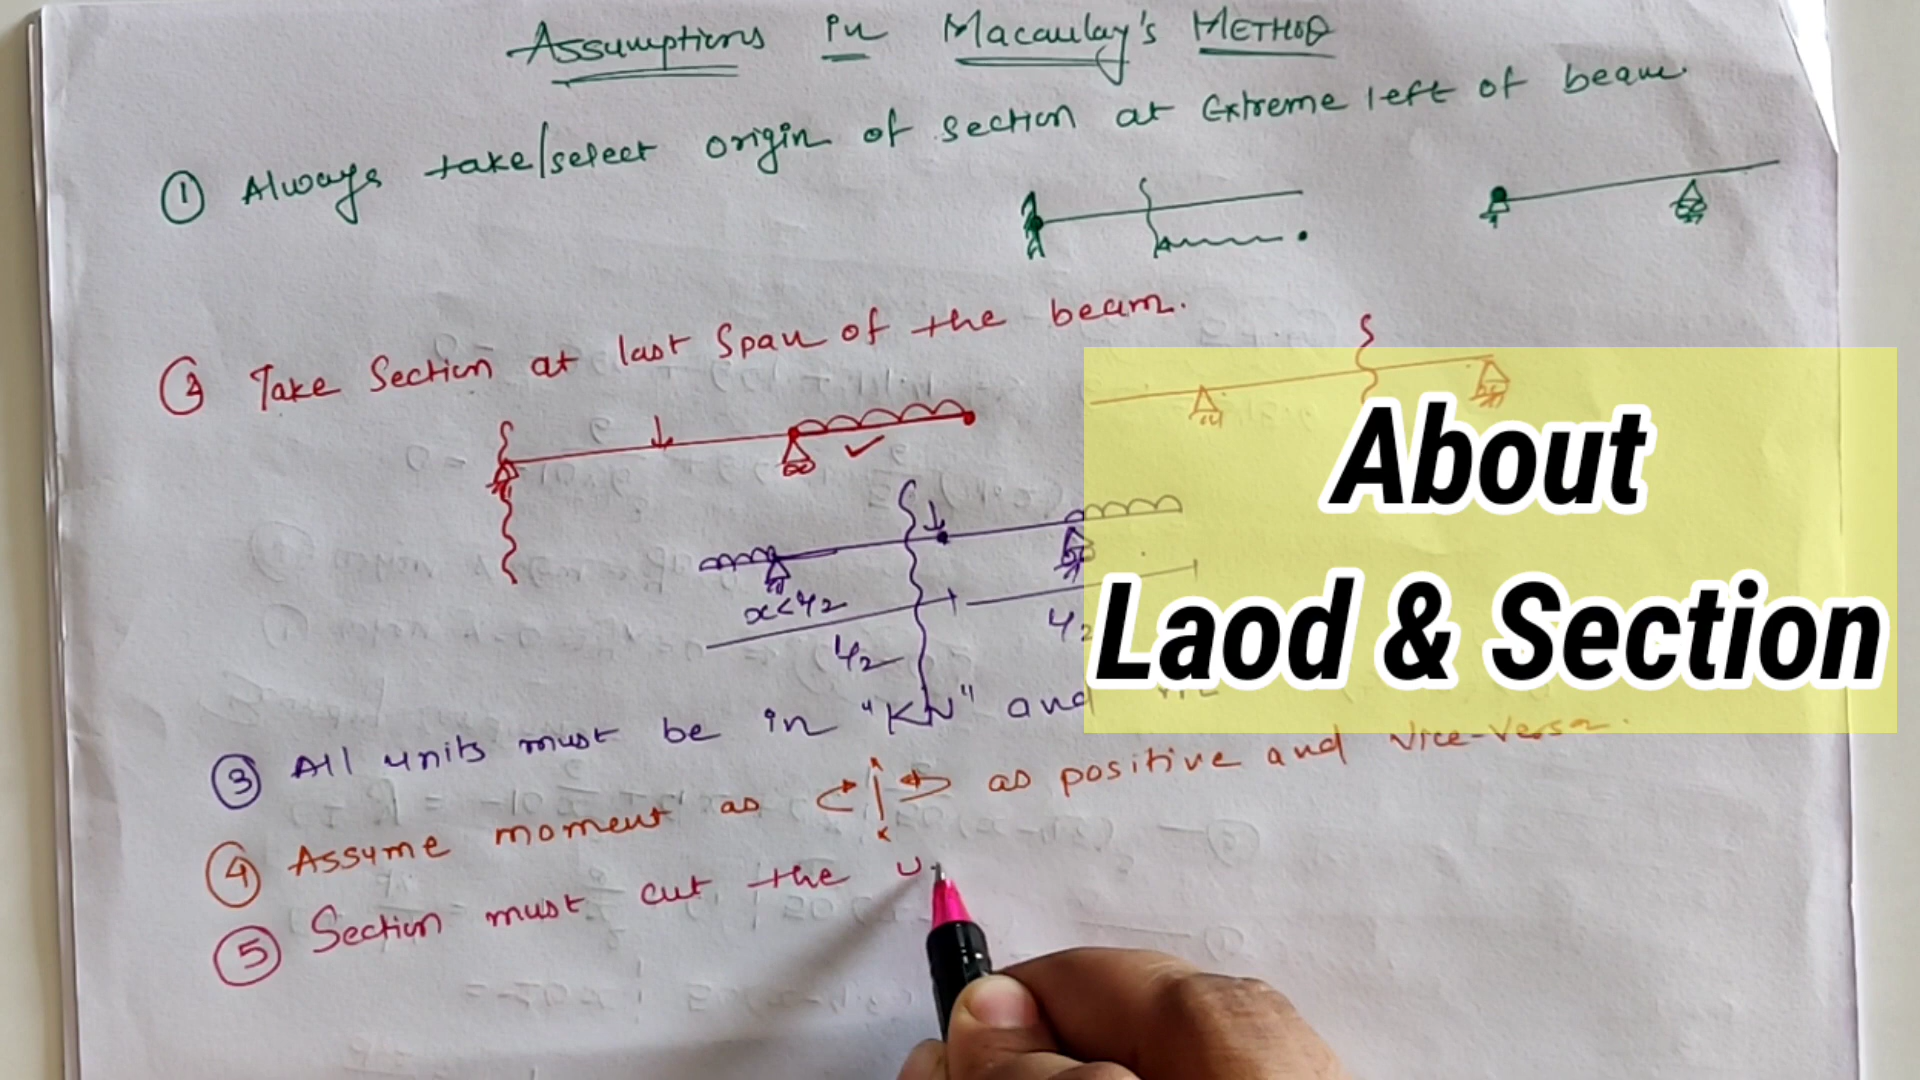 Assumptions in Macaulay's METHOD
① Always take/select origin of section at Extreme left of beam.
② Take Section at last Span of the beam.
About
x<L/2
L/2
L/2
Laod & Section
③ All units must be in "KN" and
④ Assume moment as as positive and vice-versa.
⑤ Section must cut the